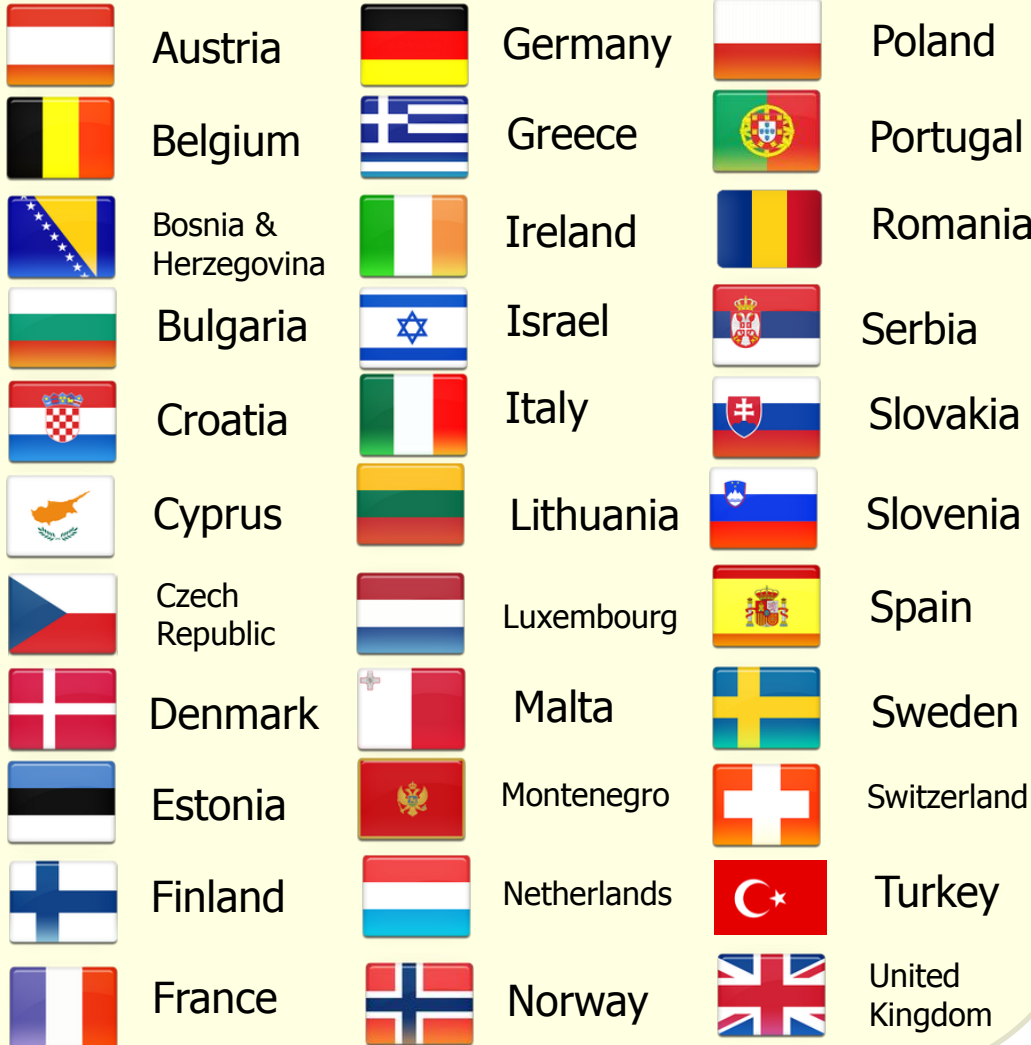 Austria
Belgium
Bosnia &
Herzegovina
Bulgaria
Croatia
Cyprus
Czech
Republic
Denmark
Estonia
Finland
France
Germany
Greece
Ireland
Israel
Italy
Lithuania
Luxembourg
Malta
Montenegro
Netherlands
Norway
Poland
Portugal
Romania
Serbia
Slovakia
Slovenia
Spain
Sweden
Switzerland
Turkey
United
Kingdom